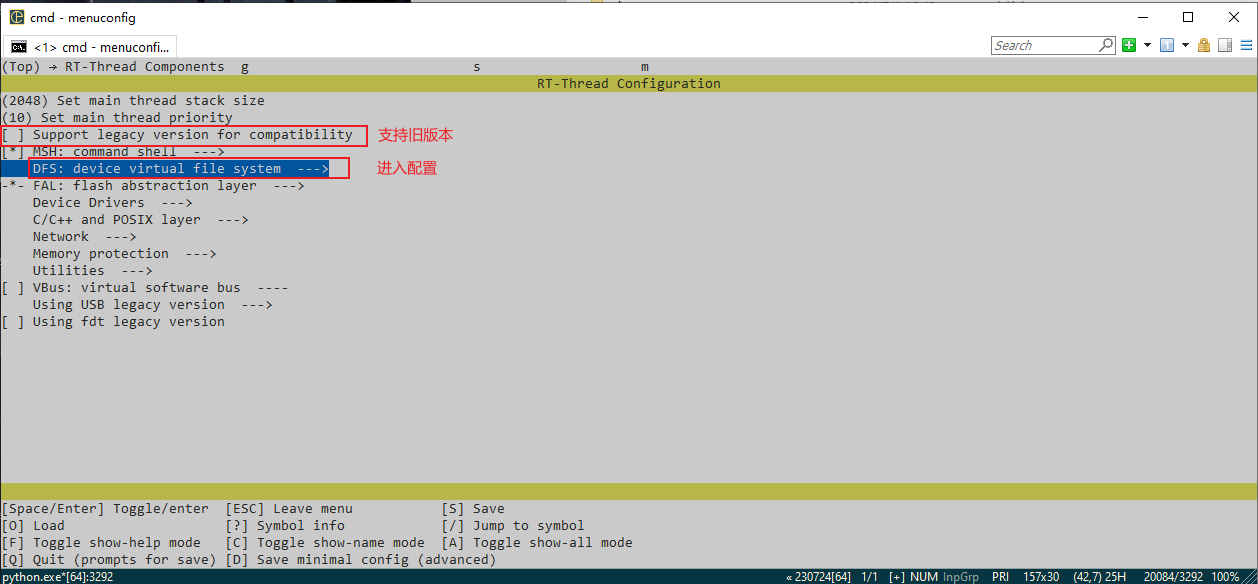 cmd - menuconfig
<1> cmd - menuconfi...
Search
(Top) → RT-Thread Components g s m
RT-Thread Configuration
(2048) Set main thread stack size
(10) Set main thread priority
[ ] Support legacy version for compatibility 支持旧版本
[*] MSH: command shell --->
DFS: device virtual file system ---> 进入配置
-*- FAL: flash abstraction layer --->
Device Drivers --->
C/C++ and POSIX layer --->
Network --->
Memory protection --->
Utilities --->
[ ] VBus: virtual software bus ----
Using USB legacy version --->
[ ] Using fdt legacy version
[Space/Enter] Toggle/enter [ESC] Leave menu [S] Save
[O] Load [?] Symbol info [/] Jump to symbol
[F] Toggle show-help mode [C] Toggle show-name mode [A] Toggle show-all mode
[Q] Quit (prompts for save) [D] Save minimal config (advanced)
python.exe*[64]:3292 « 230724[64] 1/1 [+] NUM InpGrp PRI 157x30 (42,7) 25H 20084/3292 100%